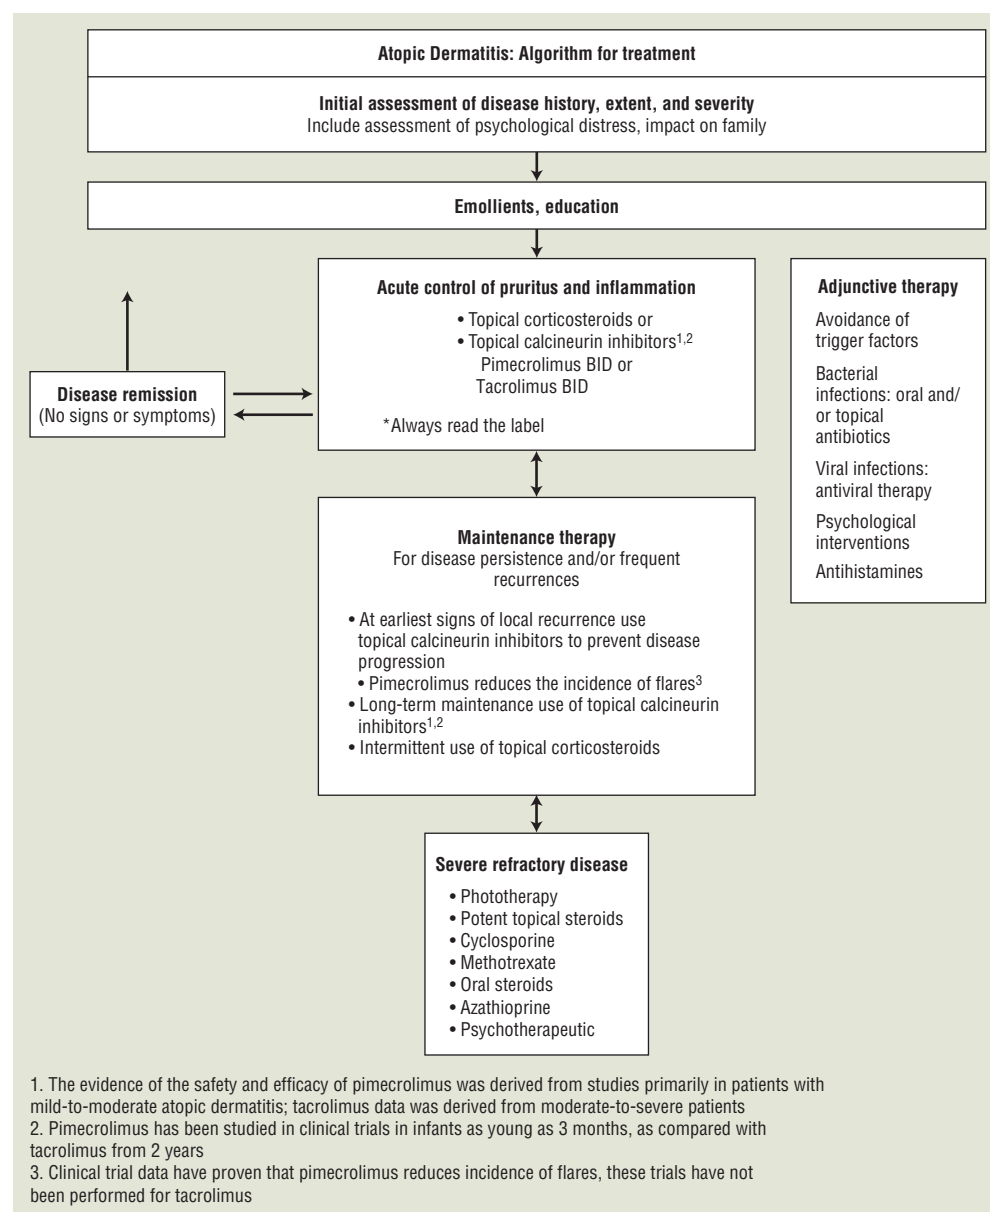 Atopic Dermatitis: Algorithm for treatment
Initial assessment of disease history, extent, and severity
Include assessment of psychological distress, impact on family
Emollients, education
Acute control of pruritus and inflammation
• Topical corticosteroids or
• Topical calcineurin inhibitors1,2
Pimecrolimus BID or
Tacrolimus BID
*Always read the label
Adjunctive therapy
Avoidance of
trigger factors
Bacterial
infections: oral and/
or topical
antibiotics
Viral infections:
antiviral therapy
Psychological
interventions
Antihistamines
Disease remission
(No signs or symptoms)
Maintenance therapy
For disease persistence and/or frequent
recurrences
• At earliest signs of local recurrence use
topical calcineurin inhibitors to prevent disease
progression
• Pimecrolimus reduces the incidence of flares3
• Long-term maintenance use of topical calcineurin
inhibitors1,2
• Intermittent use of topical corticosteroids
Severe refractory disease
• Phototherapy
• Potent topical steroids
• Cyclosporine
• Methotrexate
• Oral steroids
• Azathioprine
• Psychotherapeutic
1. The evidence of the safety and efficacy of pimecrolimus was derived from studies primarily in patients with
mild-to-moderate atopic dermatitis; tacrolimus data was derived from moderate-to-severe patients
2. Pimecrolimus has been studied in clinical trials in infants as young as 3 months, as compared with
tacrolimus from 2 years
3. Clinical trial data have proven that pimecrolimus reduces incidence of flares, these trials have not
been performed for tacrolimus